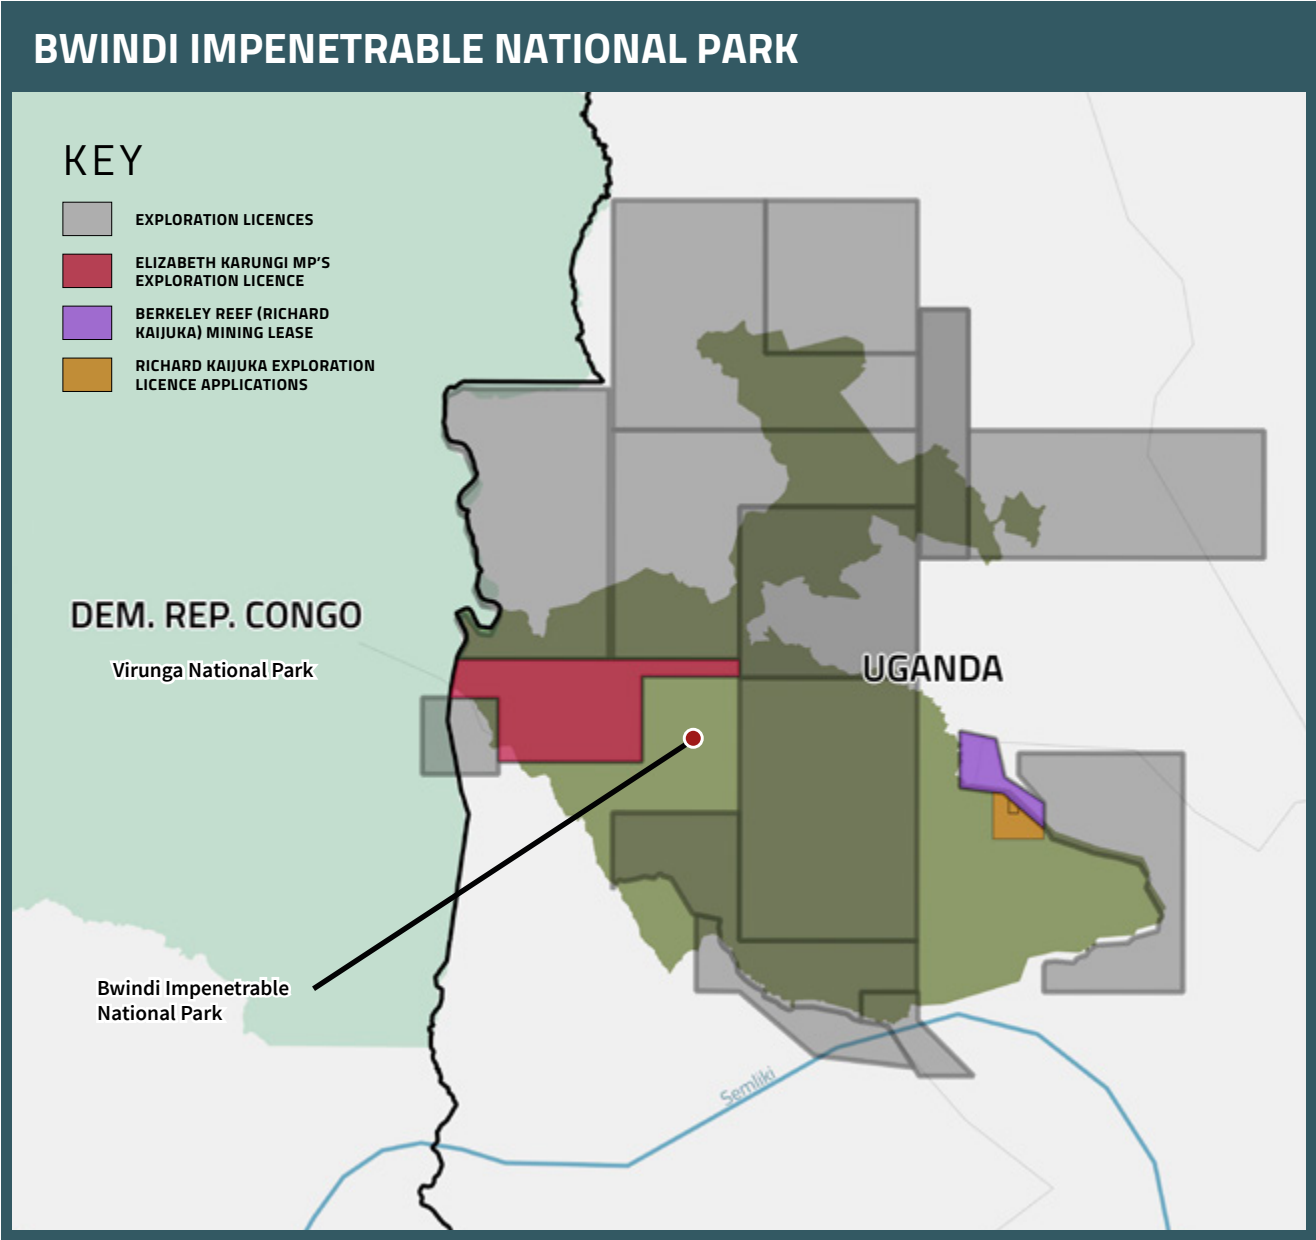 BWINDI IMPENETRABLE NATIONAL PARK
KEY
EXPLORATION LICENCES
ELIZABETH KARUNGI MP'S
EXPLORATION LICENCE
BERKELEY REEF (RICHARD
KAIJUKA) MINING LEASE
RICHARD KAIJUKA EXPLORATION
LICENCE APPLICATIONS
DEM. REP. CONGO
Virunga National Park
UGANDA
Bwindi Impenetrable
National Park
Semliki